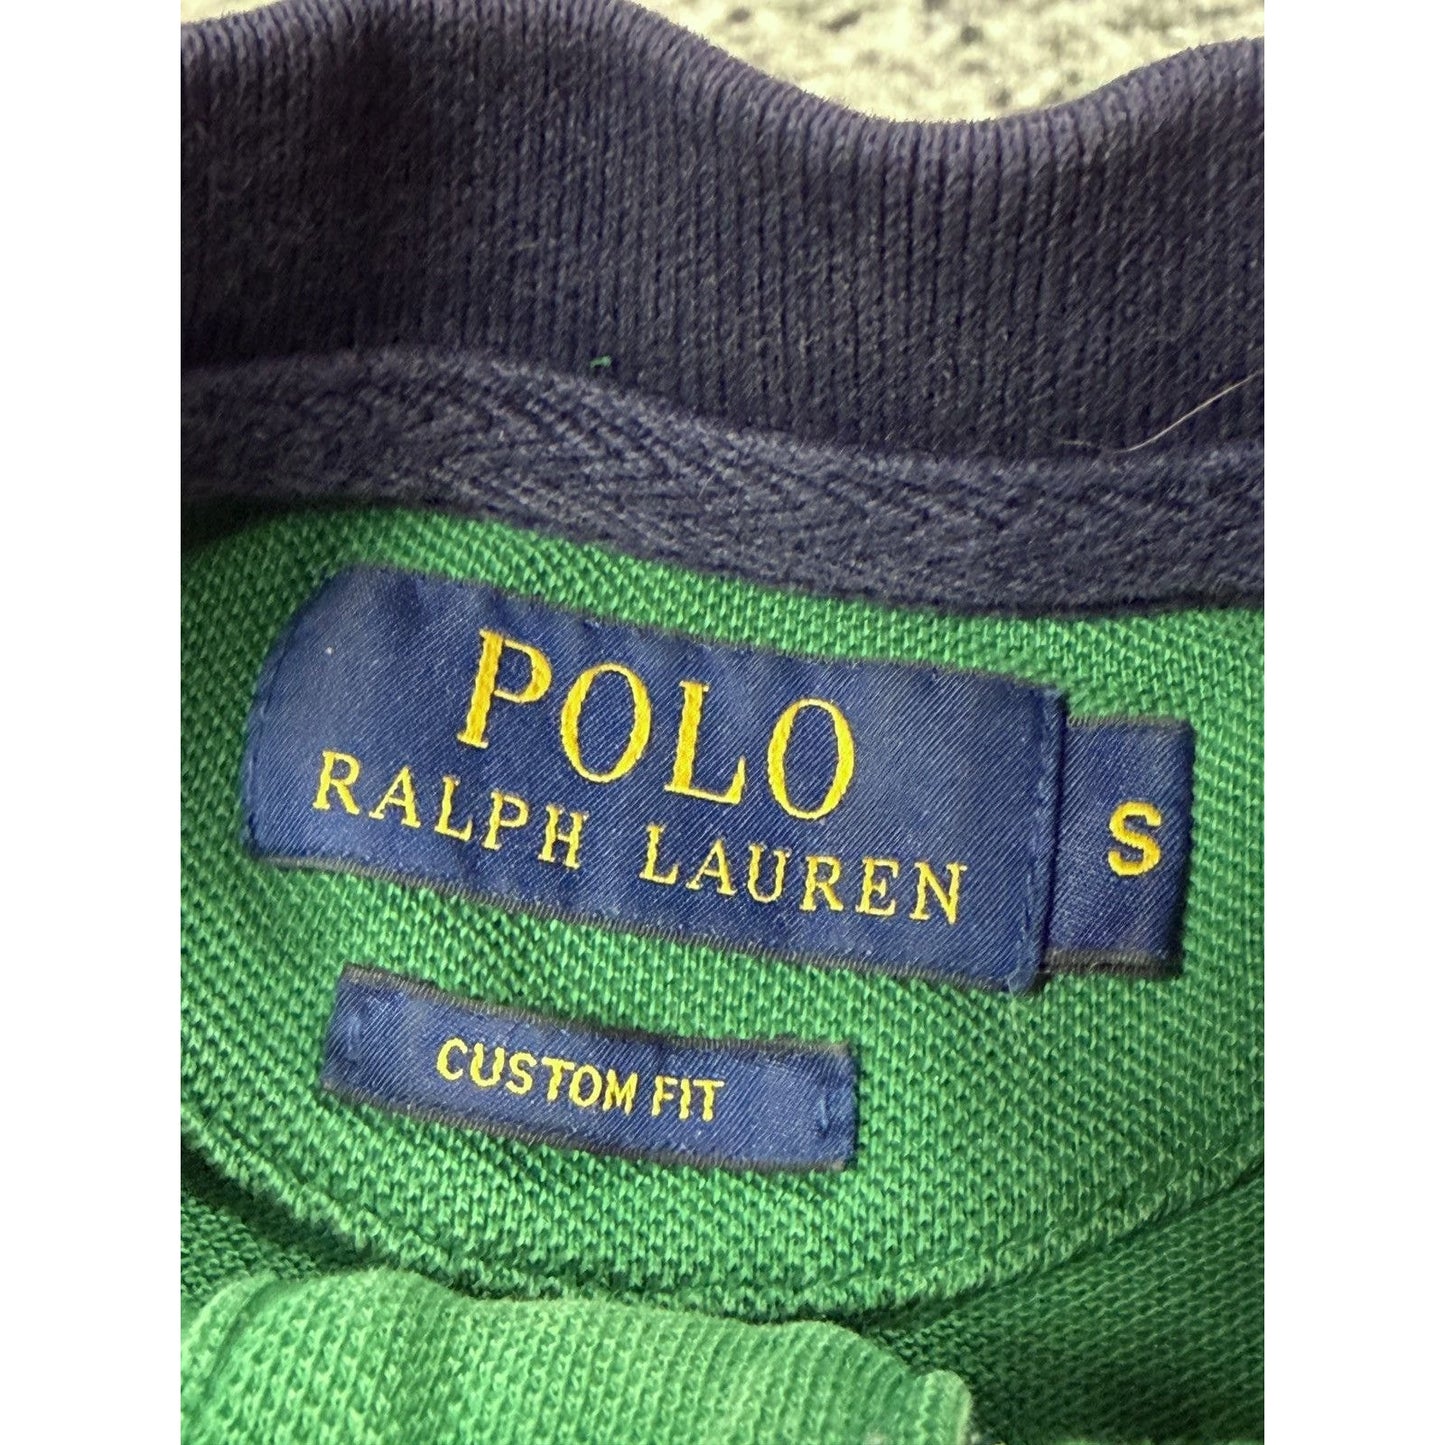 POLO
RALPH LAUREN
S
CUSTOM FIT